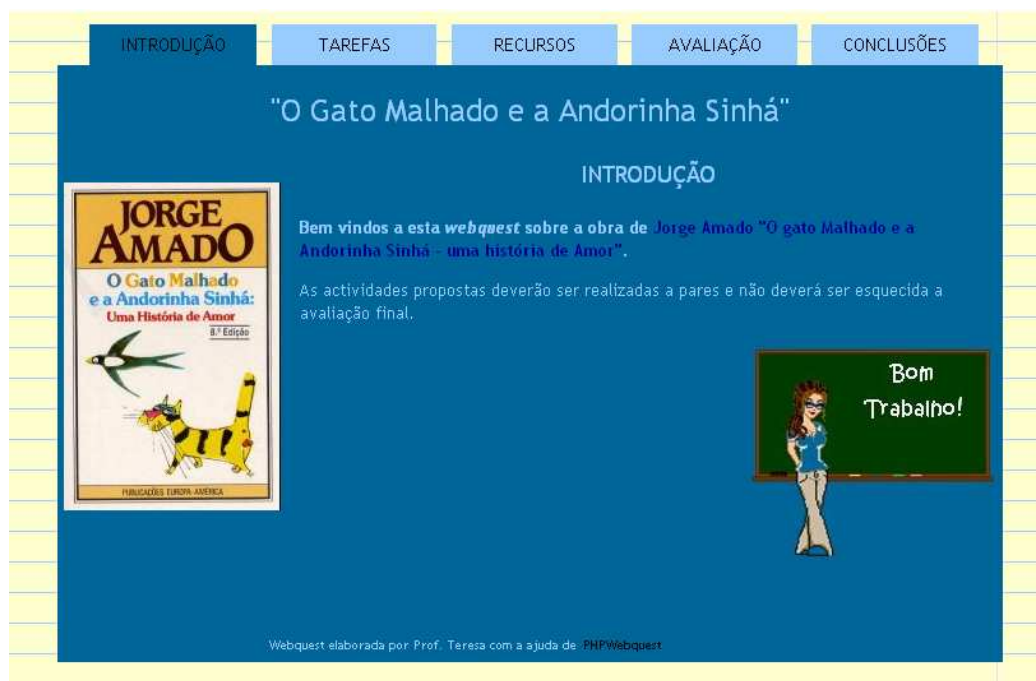 INTRODUÇÃO
TAREFAS
RECURSOS
AVALIAÇÃO
CONCLUSÕES
"O Gato Malhado e a Andorinha Sinhá"
INTRODUÇÃO
JORGE
AMADO
O Gato Malhado
e a Andorinha Sinhá:
Uma História de Amor
8.ª Edição
PUBLICAÇÕES EUROPA-AMÉRICA
Bem vindos a esta webquest sobre a obra de Jorge Amado "O gato Malhado e a
Andorinha Sinhá - uma história de Amor".
As actividades propostas deverão ser realizadas a pares e não deverá ser esquecida a
avaliação final.
Bom
Trabalho!
Webquest elaborada por Prof. Teresa com a ajuda de PHPWebquest